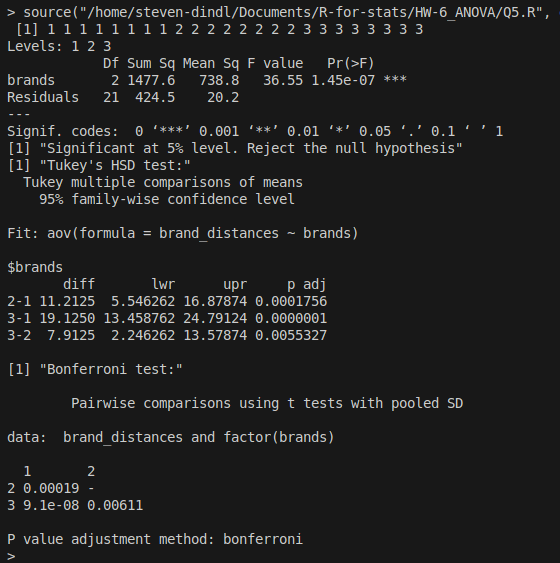 > source("/home/steven-dindl/Documents/R-for-stats/HW-6_ANOVA/Q5.R",
 [1] 1 1 1 1 1 1 1 1 2 2 2 2 2 2 2 2 3 3 3 3 3 3 3 3
Levels: 1 2 3
            Df Sum Sq Mean Sq F value   Pr(>F)
brands       2 1477.6   738.8   36.55 1.45e-07 ***
Residuals   21  424.5    20.2
---
Signif. codes:  0 ‘***’ 0.001 ‘**’ 0.01 ‘*’ 0.05 ‘.’ 0.1 ‘ ’ 1
[1] "Significant at 5% level. Reject the null hypothesis"
[1] "Tukey's HSD test:"
  Tukey multiple comparisons of means
    95% family-wise confidence level

Fit: aov(formula = brand_distances ~ brands)

$brands
       diff       lwr      upr     p adj
2-1 11.2125  5.546262 16.87874 0.0001756
3-1 19.1250 13.458762 24.79124 0.0000001
3-2  7.9125  2.246262 13.57874 0.0055327

[1] "Bonferroni test:"

        Pairwise comparisons using t tests with pooled SD

data:  brand_distances and factor(brands)

  1       2
2 0.00019 -
3 9.1e-08 0.00611

P value adjustment method: bonferroni
>